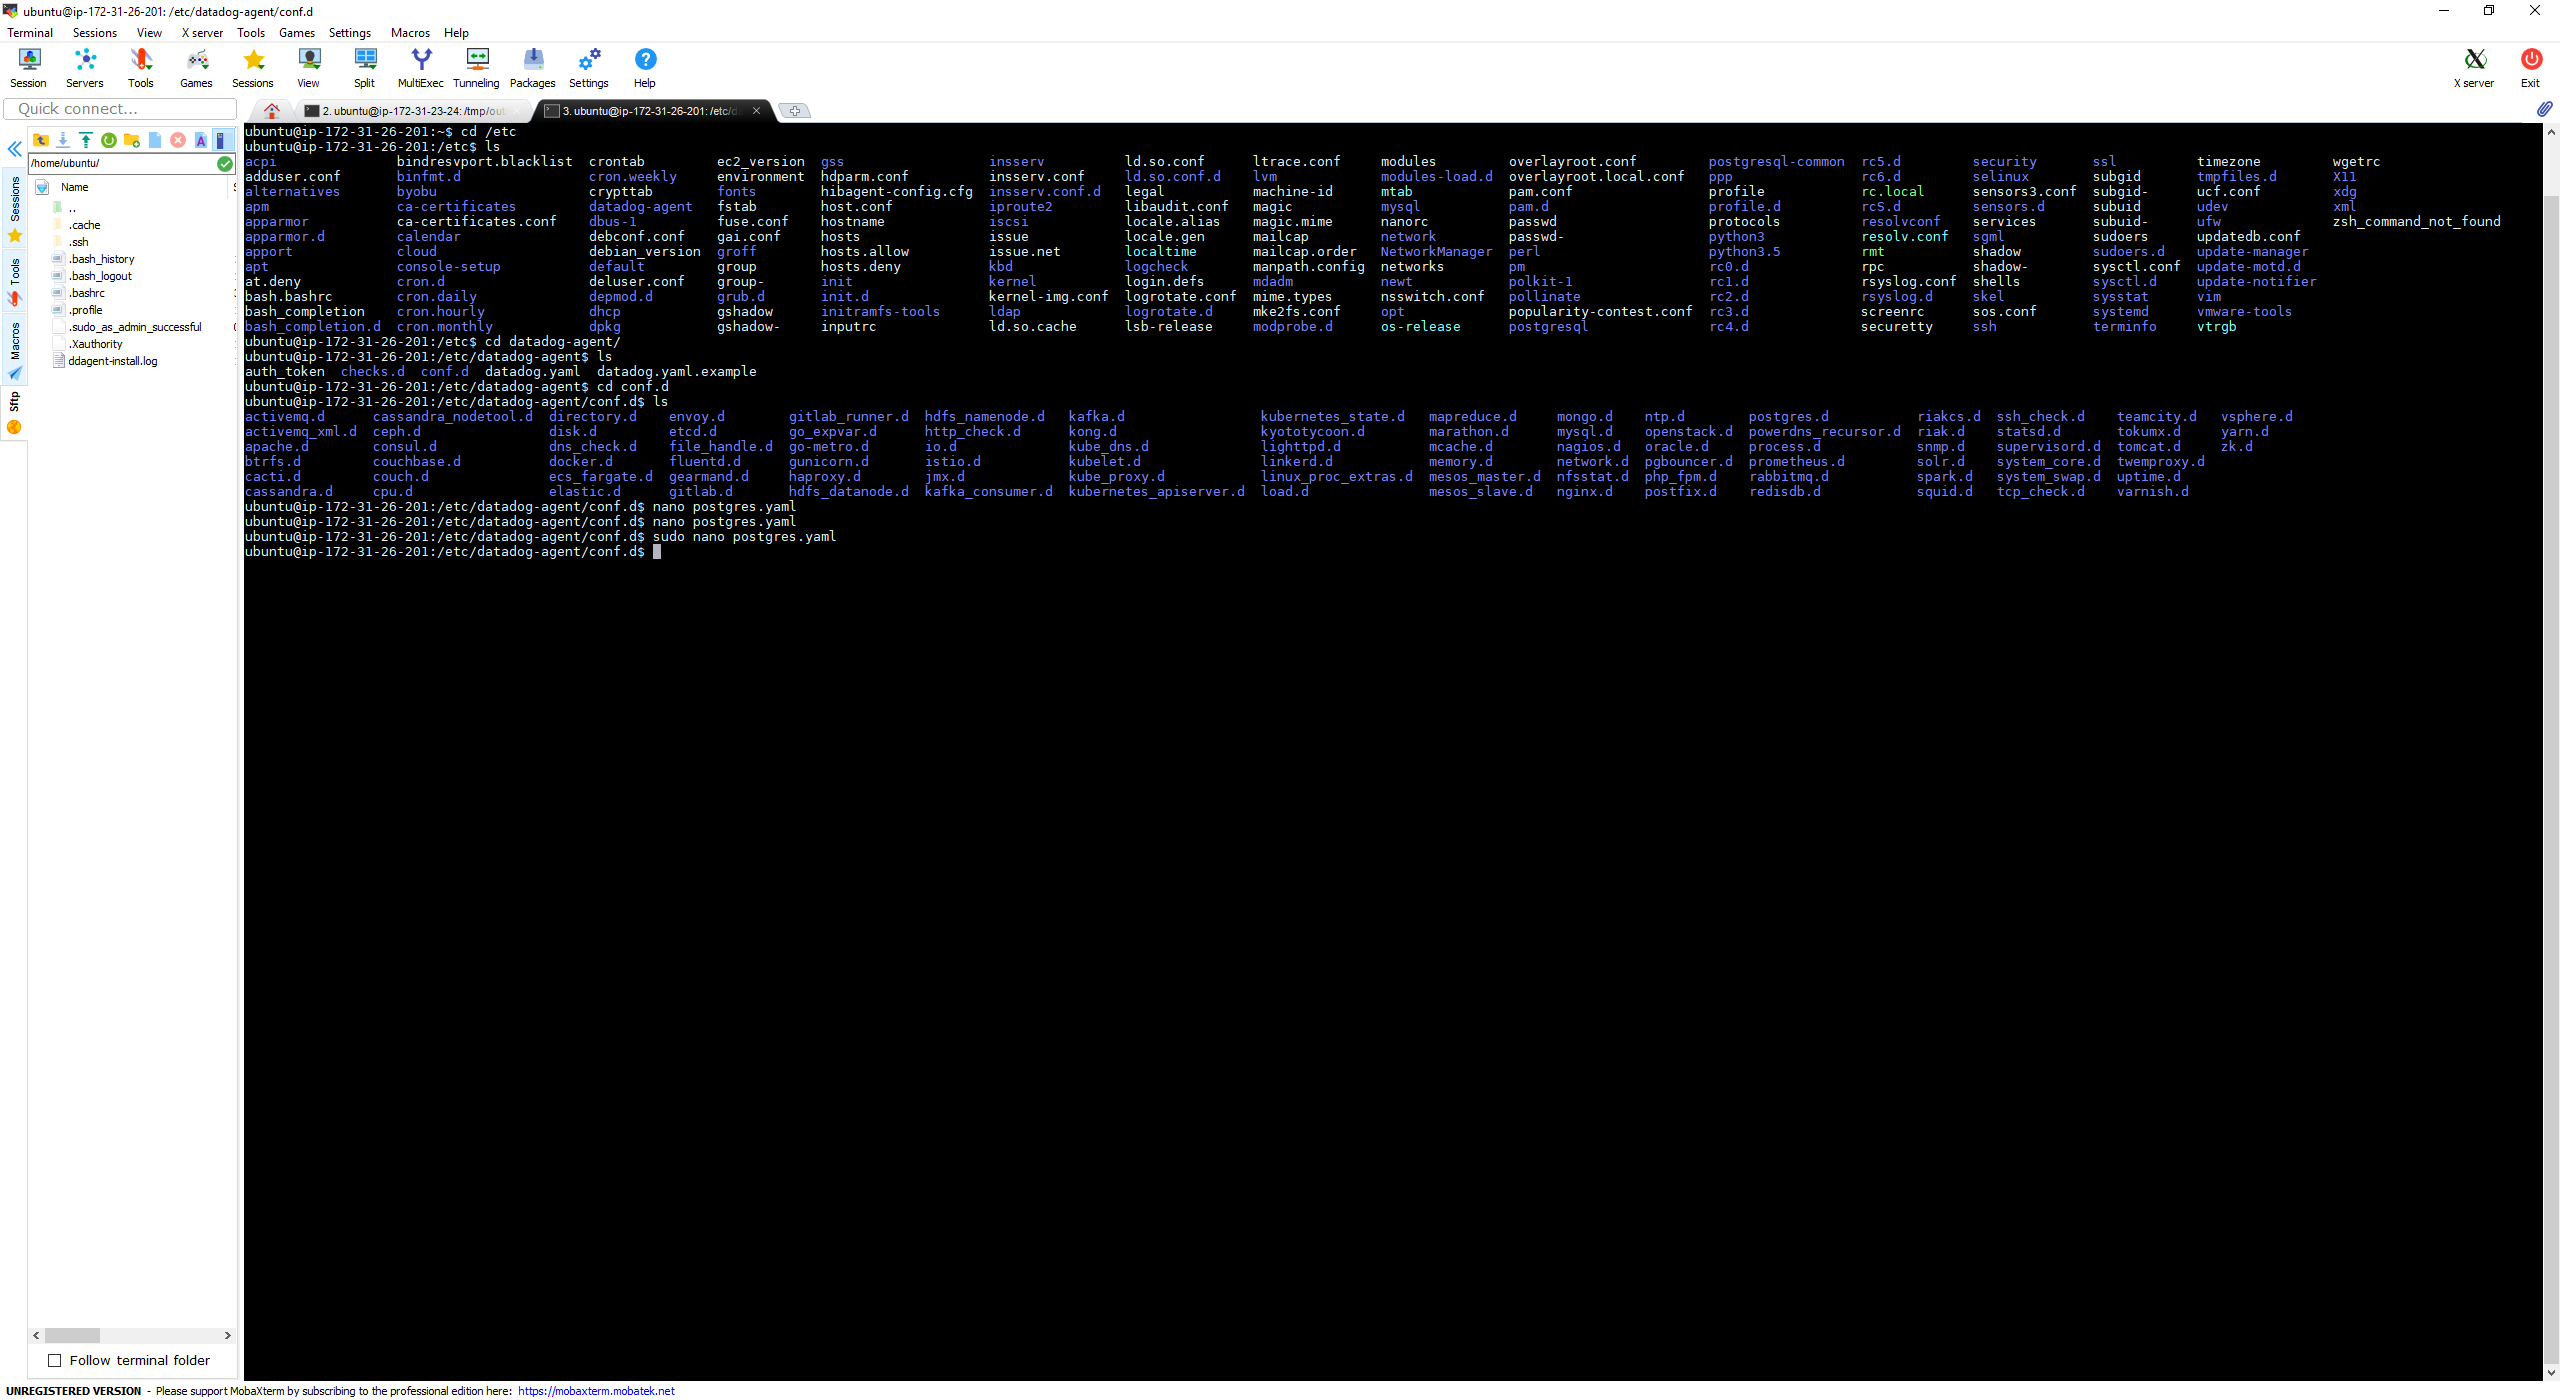 ubuntu@ip-172-31-26-201: /etc/datadog-agent/conf.d
Terminal Sessions View X server Tools Games Settings Macros Help
Session Servers Tools Games Sessions View Split MultiExec Tunneling Packages Settings Help X server Exit
Quick connect...
2. ubuntu@ip-172-31-23-24: /tmp/out
3. ubuntu@ip-172-31-26-201: /etc/da
/home/ubuntu/
Name
..
.cache
.ssh
.bash_history
.bash_logout
.bashrc
.profile
.sudo_as_admin_successful
.Xauthority
ddagent-install.log
Sessions
Tools
Macros
Sftp
ubuntu@ip-172-31-26-201:~$ cd /etc
ubuntu@ip-172-31-26-201:/etc$ ls
acpi bindresvport.blacklist crontab ec2_version gss insserv ld.so.conf ltrace.conf modules overlayroot.conf postgresql-common rc5.d security ssl timezone wgetrc
adduser.conf binfmt.d cron.weekly environment hdparm.conf insserv.conf ld.so.conf.d lvm modules-load.d overlayroot.local.conf ppp rc6.d selinux subgid tmpfiles.d X11
alternatives byobu crypttab fonts hibagent-config.cfg insserv.conf.d legal machine-id mtab pam.conf profile rc.local sensors3.conf subgid- ucf.conf xdg
apm ca-certificates datadog-agent fstab host.conf iproute2 libaudit.conf magic mysql pam.d profile.d rcS.d sensors.d subuid udev xml
apparmor ca-certificates.conf dbus-1 fuse.conf hostname iscsi locale.alias magic.mime nanorc passwd protocols resolvconf services subuid- ufw zsh_command_not_found
apparmor.d calendar debconf.conf gai.conf hosts issue locale.gen mailcap network passwd- python3 resolv.conf sgml sudoers updatedb.conf
apport cloud debian_version groff hosts.allow issue.net localtime mailcap.order NetworkManager perl python3.5 rmt shadow sudoers.d update-manager
apt console-setup default group hosts.deny kbd logcheck manpath.config networks pm rc0.d rpc shadow- sysctl.conf update-motd.d
at.deny cron.d deluser.conf group- init kernel login.defs mdadm newt polkit-1 rc1.d rsyslog.conf shells sysctl.d update-notifier
bash.bashrc cron.daily depmod.d grub.d init.d kernel-img.conf logrotate.conf mime.types nsswitch.conf pollinate rc2.d rsyslog.d skel sysstat vim
bash_completion cron.hourly dhcp gshadow initramfs-tools ldap logrotate.d mke2fs.conf opt popularity-contest.conf rc3.d screenrc sos.conf systemd vmware-tools
bash_completion.d cron.monthly dpkg gshadow- inputrc ld.so.cache lsb-release modprobe.d os-release postgresql rc4.d securetty ssh terminfo vtrgb
ubuntu@ip-172-31-26-201:/etc$ cd datadog-agent/
ubuntu@ip-172-31-26-201:/etc/datadog-agent$ ls
auth_token checks.d conf.d datadog.yaml datadog.yaml.example
ubuntu@ip-172-31-26-201:/etc/datadog-agent$ cd conf.d
ubuntu@ip-172-31-26-201:/etc/datadog-agent/conf.d$ ls
activemq.d cassandra_nodetool.d directory.d envoy.d gitlab_runner.d hdfs_namenode.d kafka.d kubernetes_state.d mapreduce.d mongo.d ntp.d postgres.d riakcs.d ssh_check.d teamcity.d vsphere.d
activemq_xml.d ceph.d disk.d etcd.d go_expvar.d http_check.d kong.d kyototycoon.d marathon.d mysql.d openstack.d powerdns_recursor.d riak.d statsd.d tokumx.d yarn.d
apache.d consul.d dns_check.d file_handle.d go-metro.d io.d kube_dns.d lighttpd.d mcache.d nagios.d oracle.d process.d snmp.d supervisord.d tomcat.d zk.d
btrfs.d couchbase.d docker.d fluentd.d gunicorn.d istio.d kubelet.d linkerd.d memory.d network.d pgbouncer.d prometheus.d solr.d system_core.d twemproxy.d
cacti.d couch.d ecs_fargate.d gearmand.d haproxy.d jmx.d kube_proxy.d linux_proc_extras.d mesos_master.d nfsstat.d php_fpm.d rabbitmq.d spark.d system_swap.d uptime.d
cassandra.d cpu.d elastic.d gitlab.d hdfs_datanode.d kafka_consumer.d kubernetes_apiserver.d load.d mesos_slave.d nginx.d postfix.d redisdb.d squid.d tcp_check.d varnish.d
ubuntu@ip-172-31-26-201:/etc/datadog-agent/conf.d$ nano postgres.yaml
ubuntu@ip-172-31-26-201:/etc/datadog-agent/conf.d$ nano postgres.yaml
ubuntu@ip-172-31-26-201:/etc/datadog-agent/conf.d$ sudo nano postgres.yaml
ubuntu@ip-172-31-26-201:/etc/datadog-agent/conf.d$
Follow terminal folder
UNREGISTERED VERSION - Please support MobaXterm by subscribing to the professional edition here: https://mobaxterm.mobatek.net